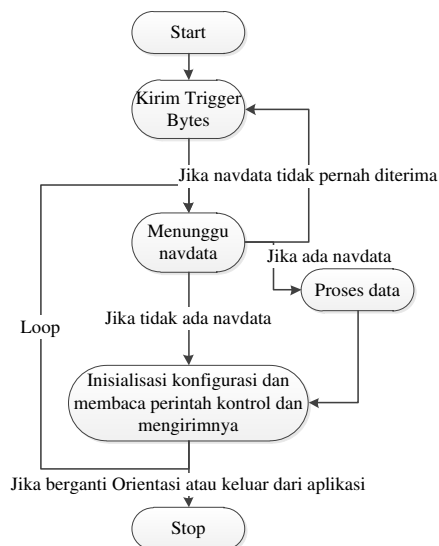 Start
Kirim Trigger
Bytes
Jika navdata tidak pernah diterima
Menunggu
navdata
Jika ada navdata
Proses data
Jika tidak ada navdata
Loop
Inisialisasi konfigurasi dan
membaca perintah kontrol dan
mengirimnya
Jika berganti Orientasi atau keluar dari aplikasi
Stop